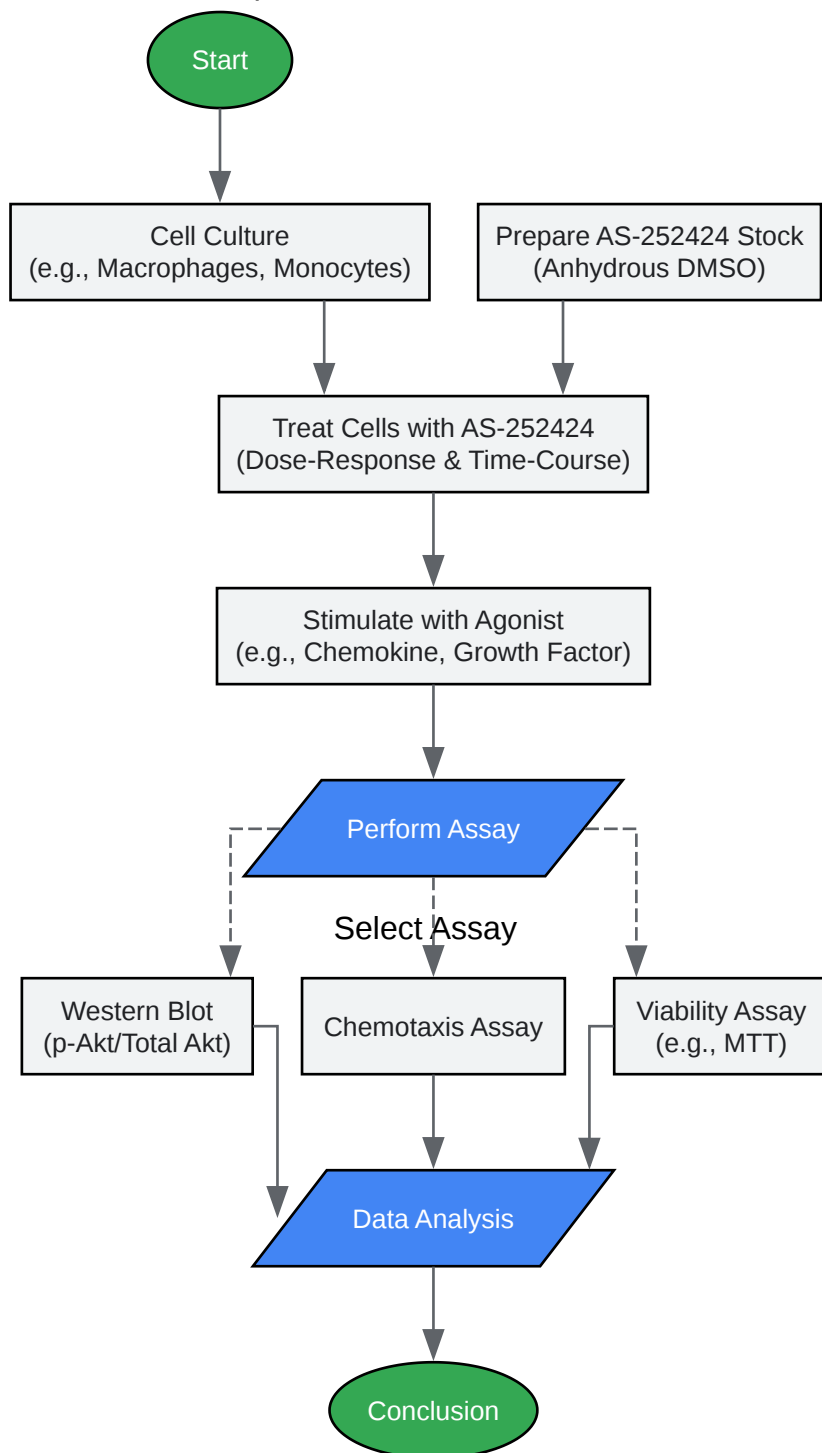 Start
Cell Culture
(e.g., Macrophages, Monocytes)
Prepare AS-252424 Stock
(Anhydrous DMSO)
Treat Cells with AS-252424
(Dose-Response & Time-Course)
Stimulate with Agonist
(e.g., Chemokine, Growth Factor)
Perform Assay
Select Assay
Western Blot
(p-Akt/Total Akt)
Chemotaxis Assay
Viability Assay
(e.g., MTT)
Data Analysis
Conclusion